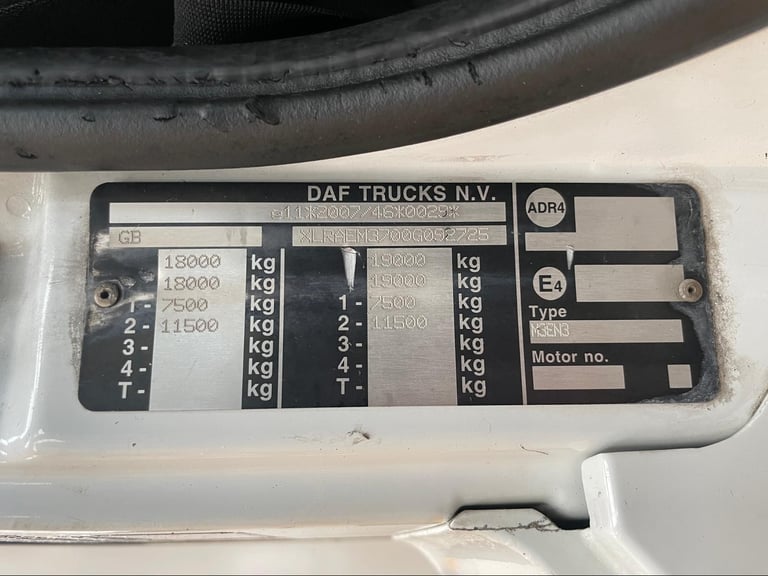 DAF TRUCKS N.V.
e11*2007/46*0029*
GB XLRAEM3700G052725
18000 kg 19000 kg
18000 kg 19000 kg
1- 7500 kg 1- 7500 kg
2- 11500 kg 2- 11500 kg
3- kg 3- kg
4- kg 4- kg
T- kg T- kg
ADR4
E4
Type
M3EN3
Motor no.